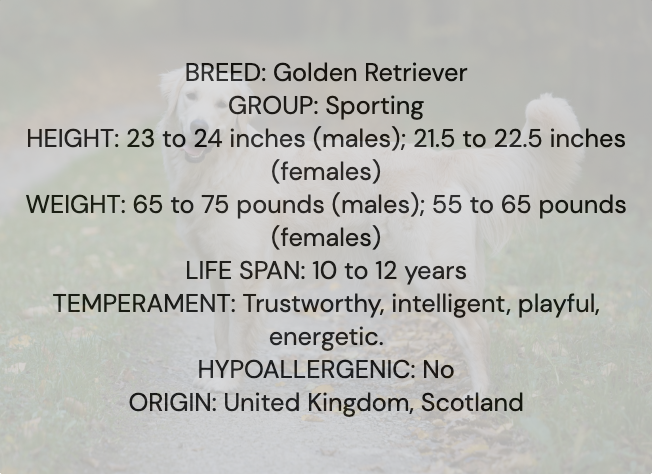 BREED: Golden Retriever
GROUP: Sporting
HEIGHT: 23 to 24 inches (males); 21.5 to 22.5 inches
(females)
WEIGHT: 65 to 75 pounds (males); 55 to 65 pounds
(females)
LIFE SPAN: 10 to 12 years
TEMPERAMENT: Trustworthy, intelligent, playful,
energetic.
HYPOALLERGENIC: No
ORIGIN: United Kingdom, Scotland